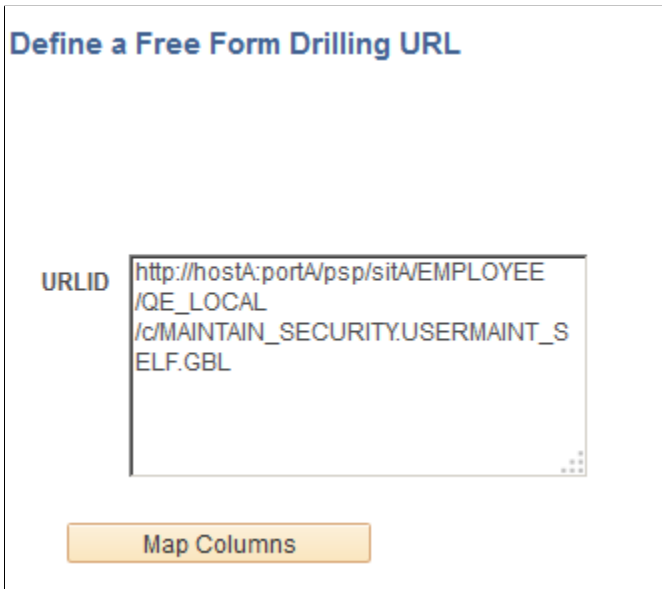 Define a Free Form Drilling URL
URLID
http://hostA:portA/psp/sitA/EMPLOYEE
/QE_LOCAL
/c/MAINTAIN_SECURITY.USERMAINT_S
ELF.GBL
Map Columns